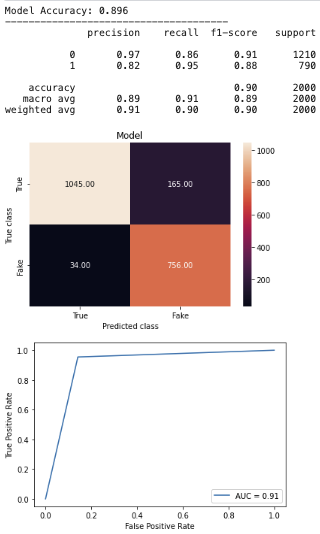 Model Accuracy: 0.896
----------------------------------------
precision recall f1-score support
0 0.97 0.86 0.91 1210
1 0.82 0.95 0.88 790
accuracy 0.90 2000
macro avg 0.89 0.91 0.89 2000
weighted avg 0.91 0.90 0.90 2000
Model
True class
True
Fake
1045.00 165.00
34.00 756.00
True Fake
Predicted class
1000
800
600
400
200
True Positive Rate
1.0
0.8
0.6
0.4
0.2
0.0
AUC = 0.91
0.0 0.2 0.4 0.6 0.8 1.0
False Positive Rate